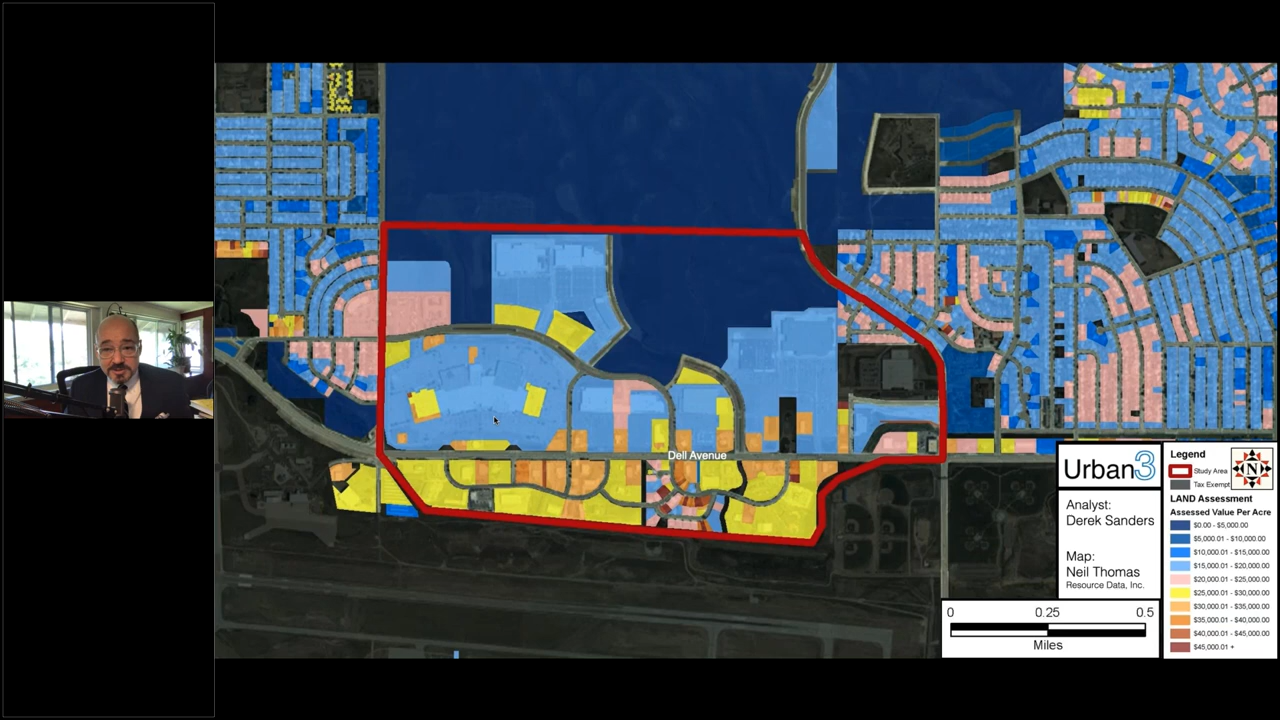 Dell Avenue
Urban3
Analyst:
Derek Sanders
Map:
Neil Thomas
Resource Data, Inc.
0 0.25 0.5
Miles
Legend
N
Study Area
Tax Exempt
LAND Assessment
Assessed Value Per Acre
$0.00 - $5,000.00
$5,000.01 - $10,000.00
$10,000.01 - $15,000.00
$15,000.01 - $20,000.00
$20,000.01 - $25,000.00
$25,000.01 - $30,000.00
$30,000.01 - $35,000.00
$35,000.01 - $40,000.00
$40,000.01 - $45,000.00
$45,000.01 +